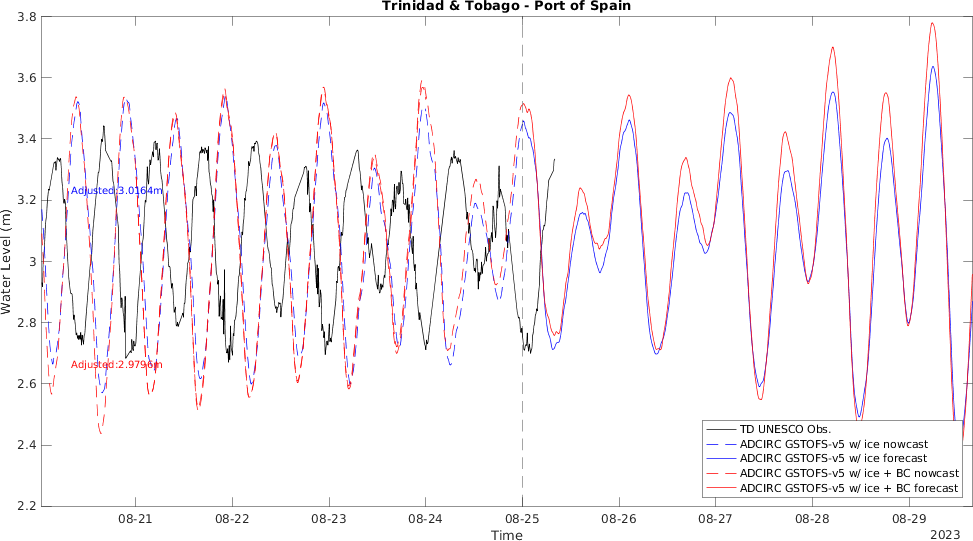 Trinidad & Tobago - Port of Spain
3.8
3.6
3.4
3.2
3
2.8
2.6
2.4
2.2
Water Level (m)
Adjusted:3.0164m
Adjusted:2.9796m
TD UNESCO Obs.
ADCIRC GSTOFS-v5 w/ ice nowcast
ADCIRC GSTOFS-v5 w/ ice forecast
ADCIRC GSTOFS-v5 w/ ice + BC nowcast
ADCIRC GSTOFS-v5 w/ ice + BC forecast
08-21 08-22 08-23 08-24 08-25 08-26 08-27 08-28 08-29
Time
2023